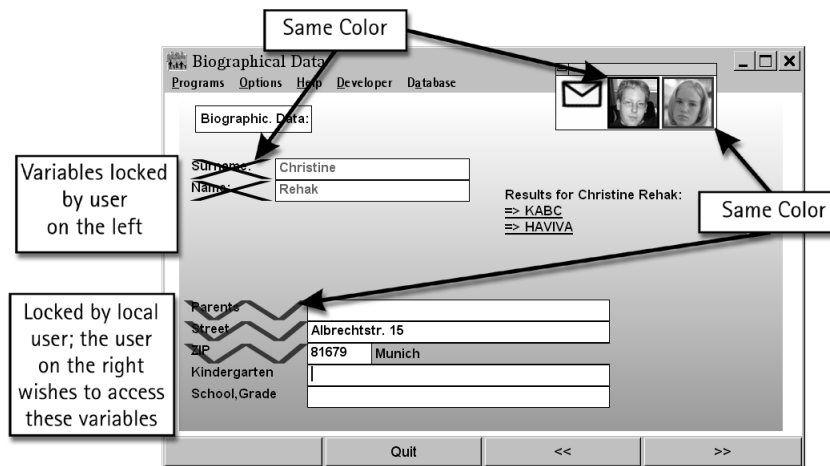 Same Color
Biographical Data
Programs Options Help Developer Database
Biographic. Data:
Variables locked
by user
on the left
Surname: Christine
Name: Rehak
Results for Christine Rehak:
=> KABC
=> HAVIVA
Same Color
Locked by local
user; the user
on the right
wishes to access
these variables
Parents
Street Albrechtstr. 15
ZIP 81679 Munich
Kindergarten
School,Grade
Quit << >>